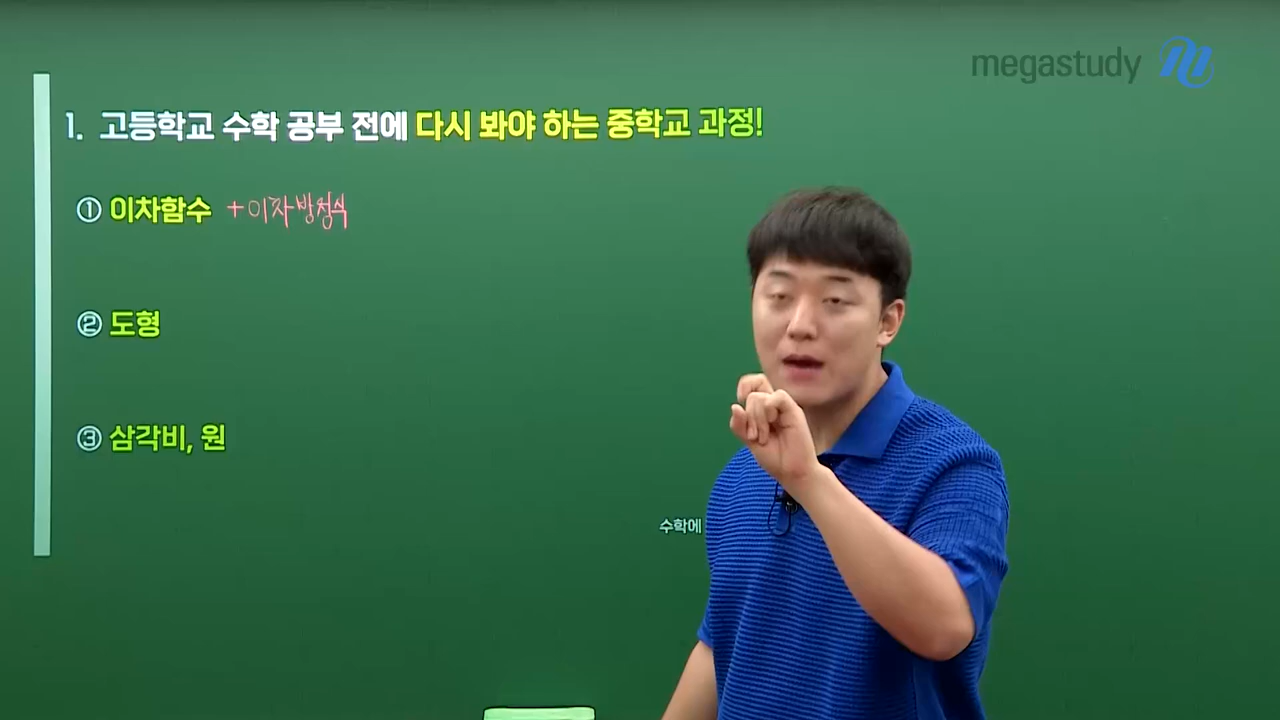 megastudy
1. 고등학교 수학 공부 전에 다시 봐야 하는 중학교 과정!
① 이차함수 +이차방정식
② 도형
③ 삼각비, 원
수학에